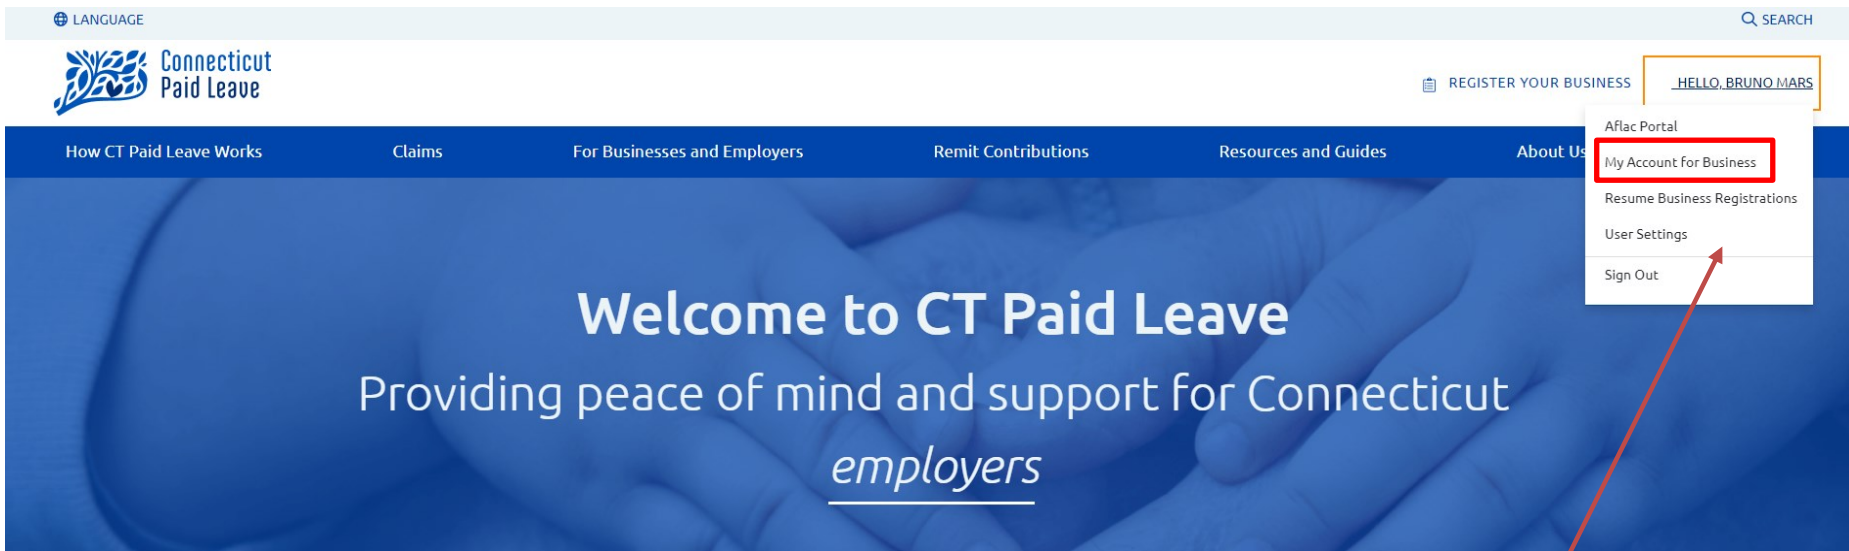 LANGUAGE
SEARCH
Connecticut
Paid Leave
REGISTER YOUR BUSINESS
HELLO, BRUNO MARS
Aflac Portal
My Account for Business
Resume Business Registrations
User Settings
Sign Out
How CT Paid Leave Works
Claims
For Businesses and Employers
Remit Contributions
Resources and Guides
About Us
Welcome to CT Paid Leave
Providing peace of mind and support for Connecticut
employers